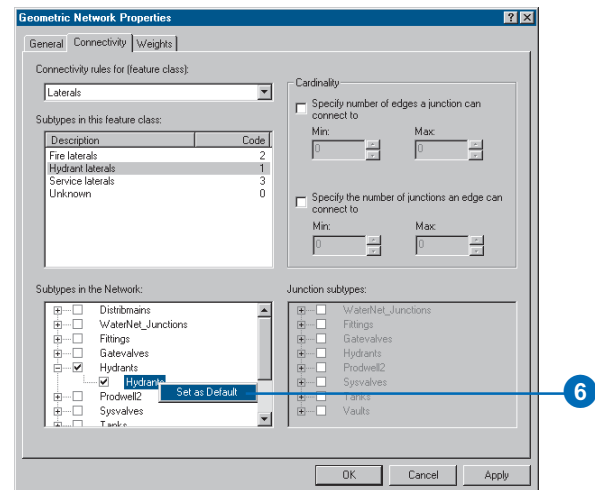 Geometric Network Properties
General
Connectivity
Weights
Connectivity rules for (feature class):
Laterals
Subtypes in this feature class:
Description Code
Fire laterals 2
Hydrant laterals 1
Service laterals 3
Unknown 0
Cardinality
Specify number of edges a junction can
connect to
Min: Max:
0 0
Specify the number of junctions an edge can
connect to
Min: Max:
0 0
Subtypes in the Network:
Distribmains
WaterNet_Junctions
Fittings
Gatevalves
Hydrants
Hydrants
Prodwell2
Sysvalves
Tanks
Set as Default
6
Junction subtypes:
WaterNet_Junctions
Fittings
Gatevalves
Hydrants
Prodwell2
Sysvalves
Tanks
Vaults
OK Cancel Apply